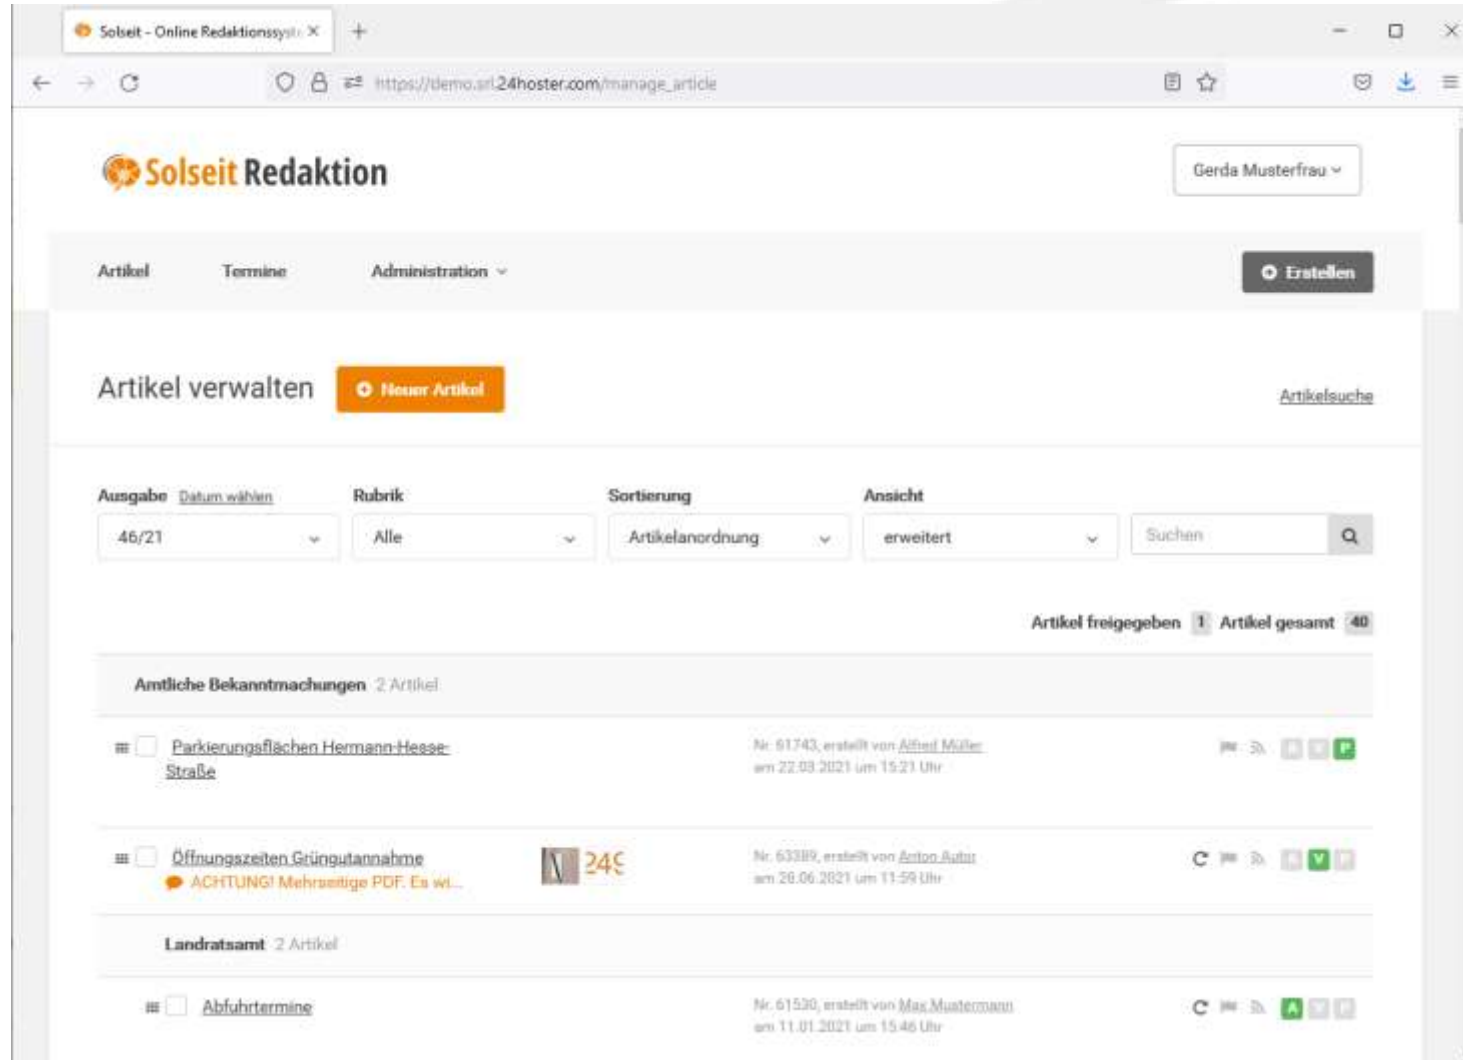 Solseit - Online Redaktionssyst
https://demo.srl.24hoster.com/manage_article
Solseit Redaktion
Gerda Musterfrau
Artikel Termine Administration Erstellen
Artikel verwalten Neuer Artikel Artikelsuche
Ausgabe Datum wählen Rubrik Sortierung Ansicht
46/21 Alle Artikelanordnung erweitert Suchen
Artikel freigegeben 1 Artikel gesamt 40
Amtliche Bekanntmachungen 2 Artikel
Parkierungsflächen Hermann-Hesse- Nr. 61743, erstellt von Alfred Müller P
Straße am 22.03.2021 um 15:21 Uhr
Öffnungszeiten Grüngutannahme Nr. 63389, erstellt von Anton Autor V
ACHTUNG! Mehrseitige PDF. Es wi... am 26.06.2021 um 11:59 Uhr
Landratsamt 2 Artikel
Abfuhrtermine Nr. 61530, erstellt von Max Mustermann A
am 11.01.2021 um 15:46 Uhr